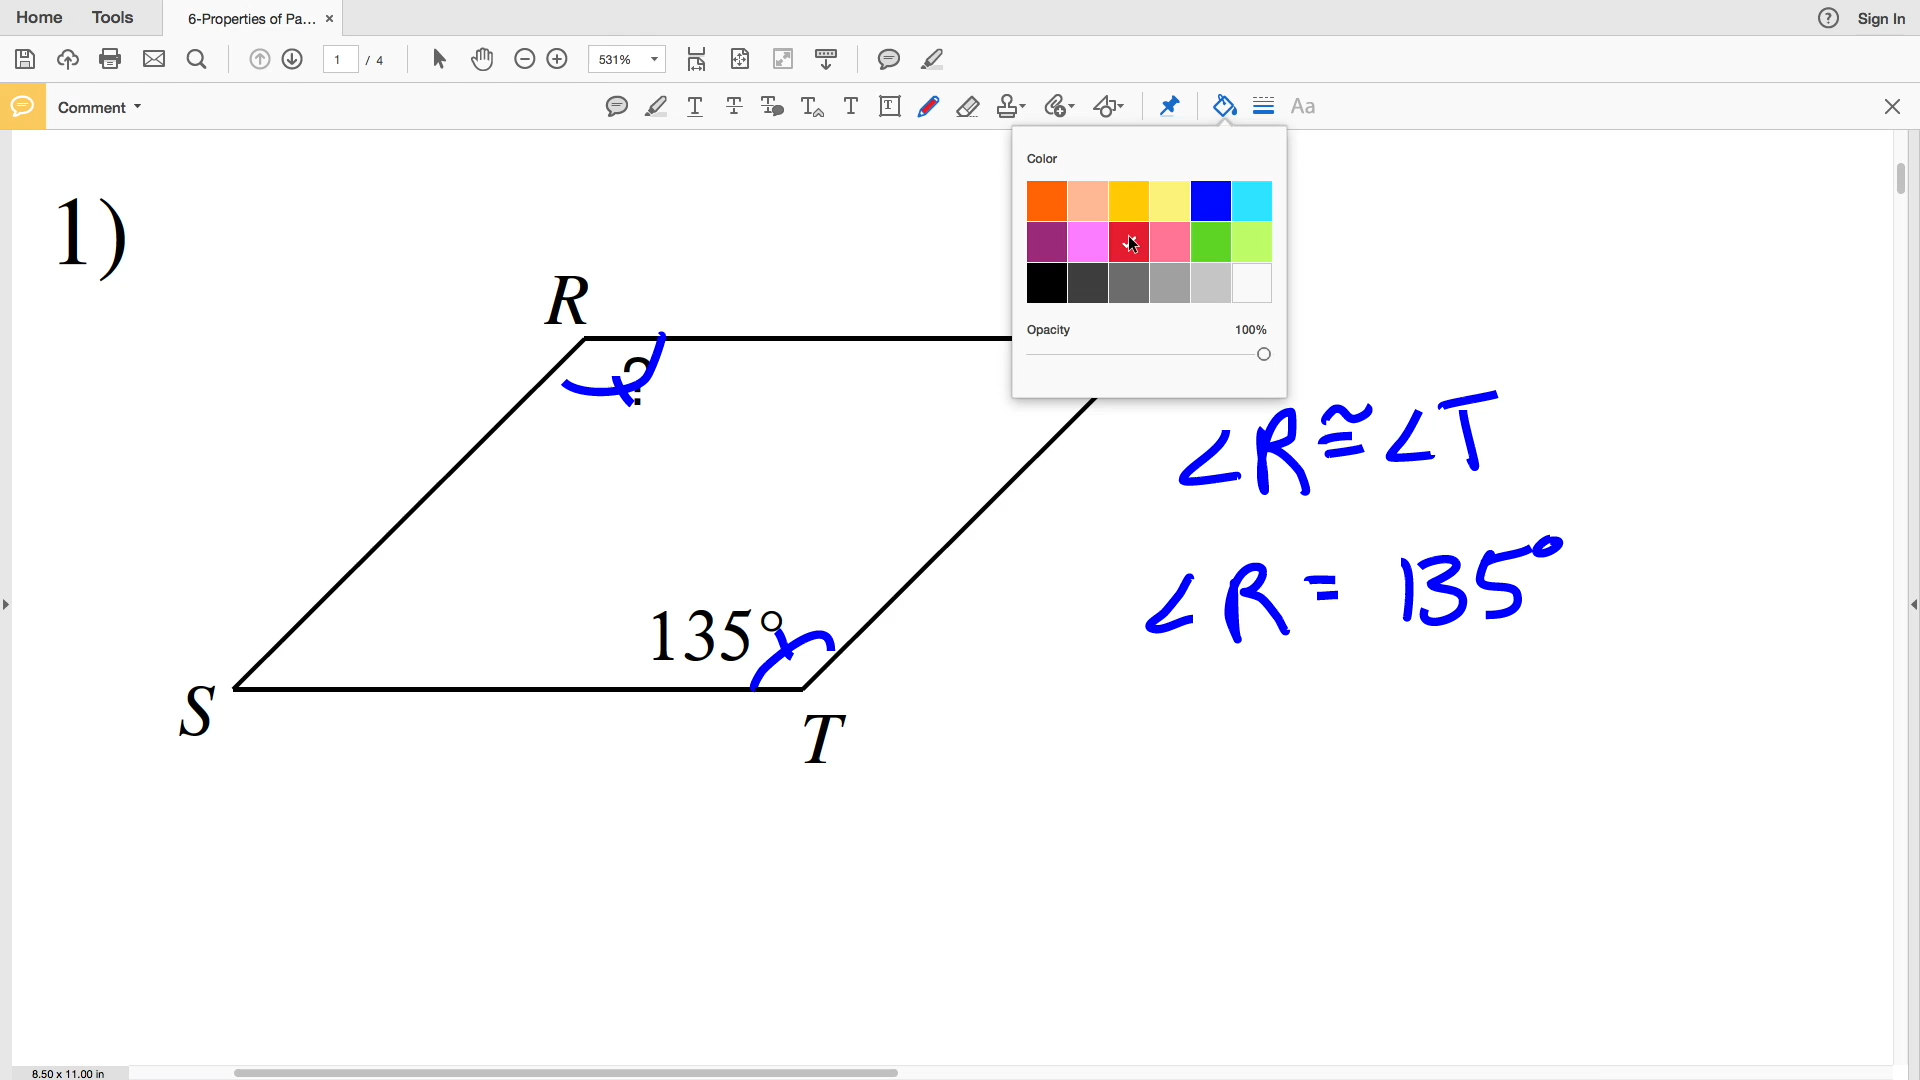 Home Tools 6-Properties of Pa... × ? Sign In
1 / 4 531%
Comment T T T T T T Aa
Color
Opacity 100%
1)
R
?
∠R≅∠T
∠R = 135°
135°
S
T
8.50 x 11.00 in